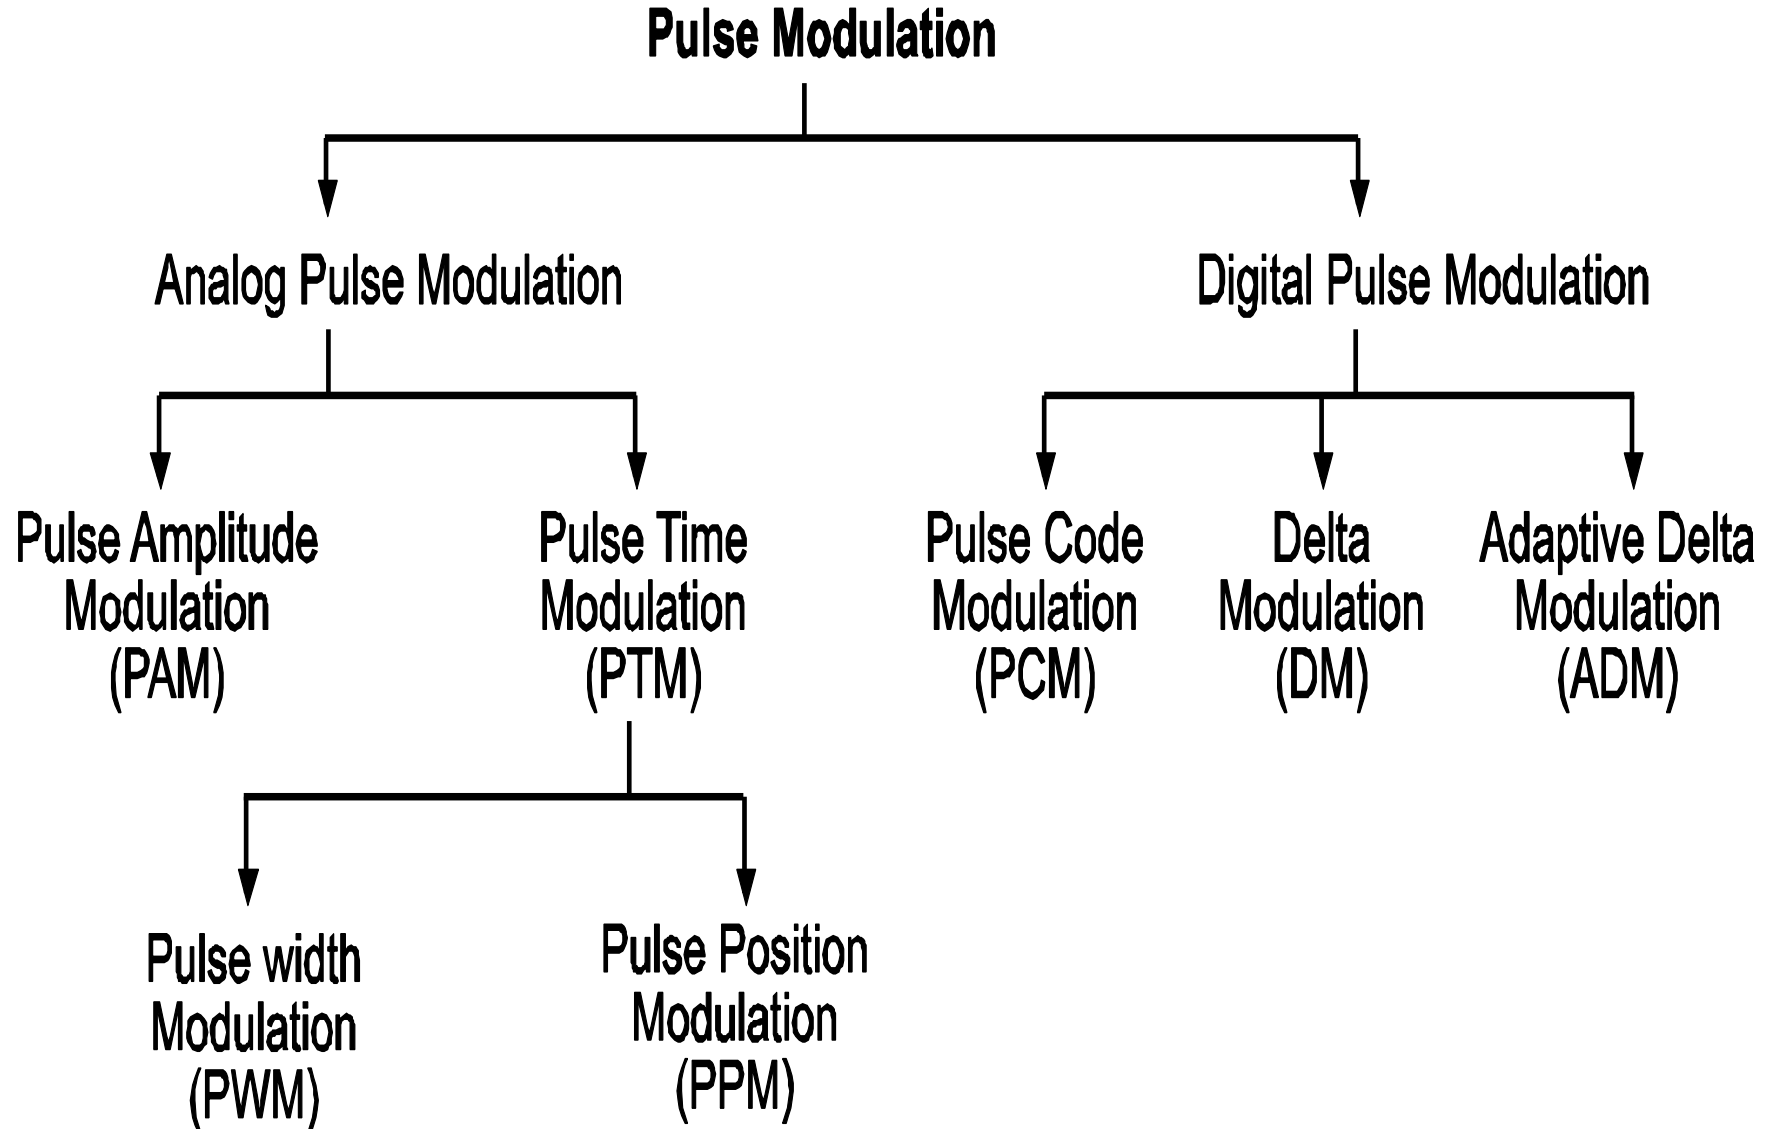 Pulse Modulation
Analog Pulse Modulation
Digital Pulse Modulation
Pulse Amplitude
Modulation
(PAM)
Pulse Time
Modulation
(PTM)
Pulse Code
Modulation
(PCM)
Delta
Modulation
(DM)
Adaptive Delta
Modulation
(ADM)
Pulse width
Modulation
(PWM)
Pulse Position
Modulation
(PPM)